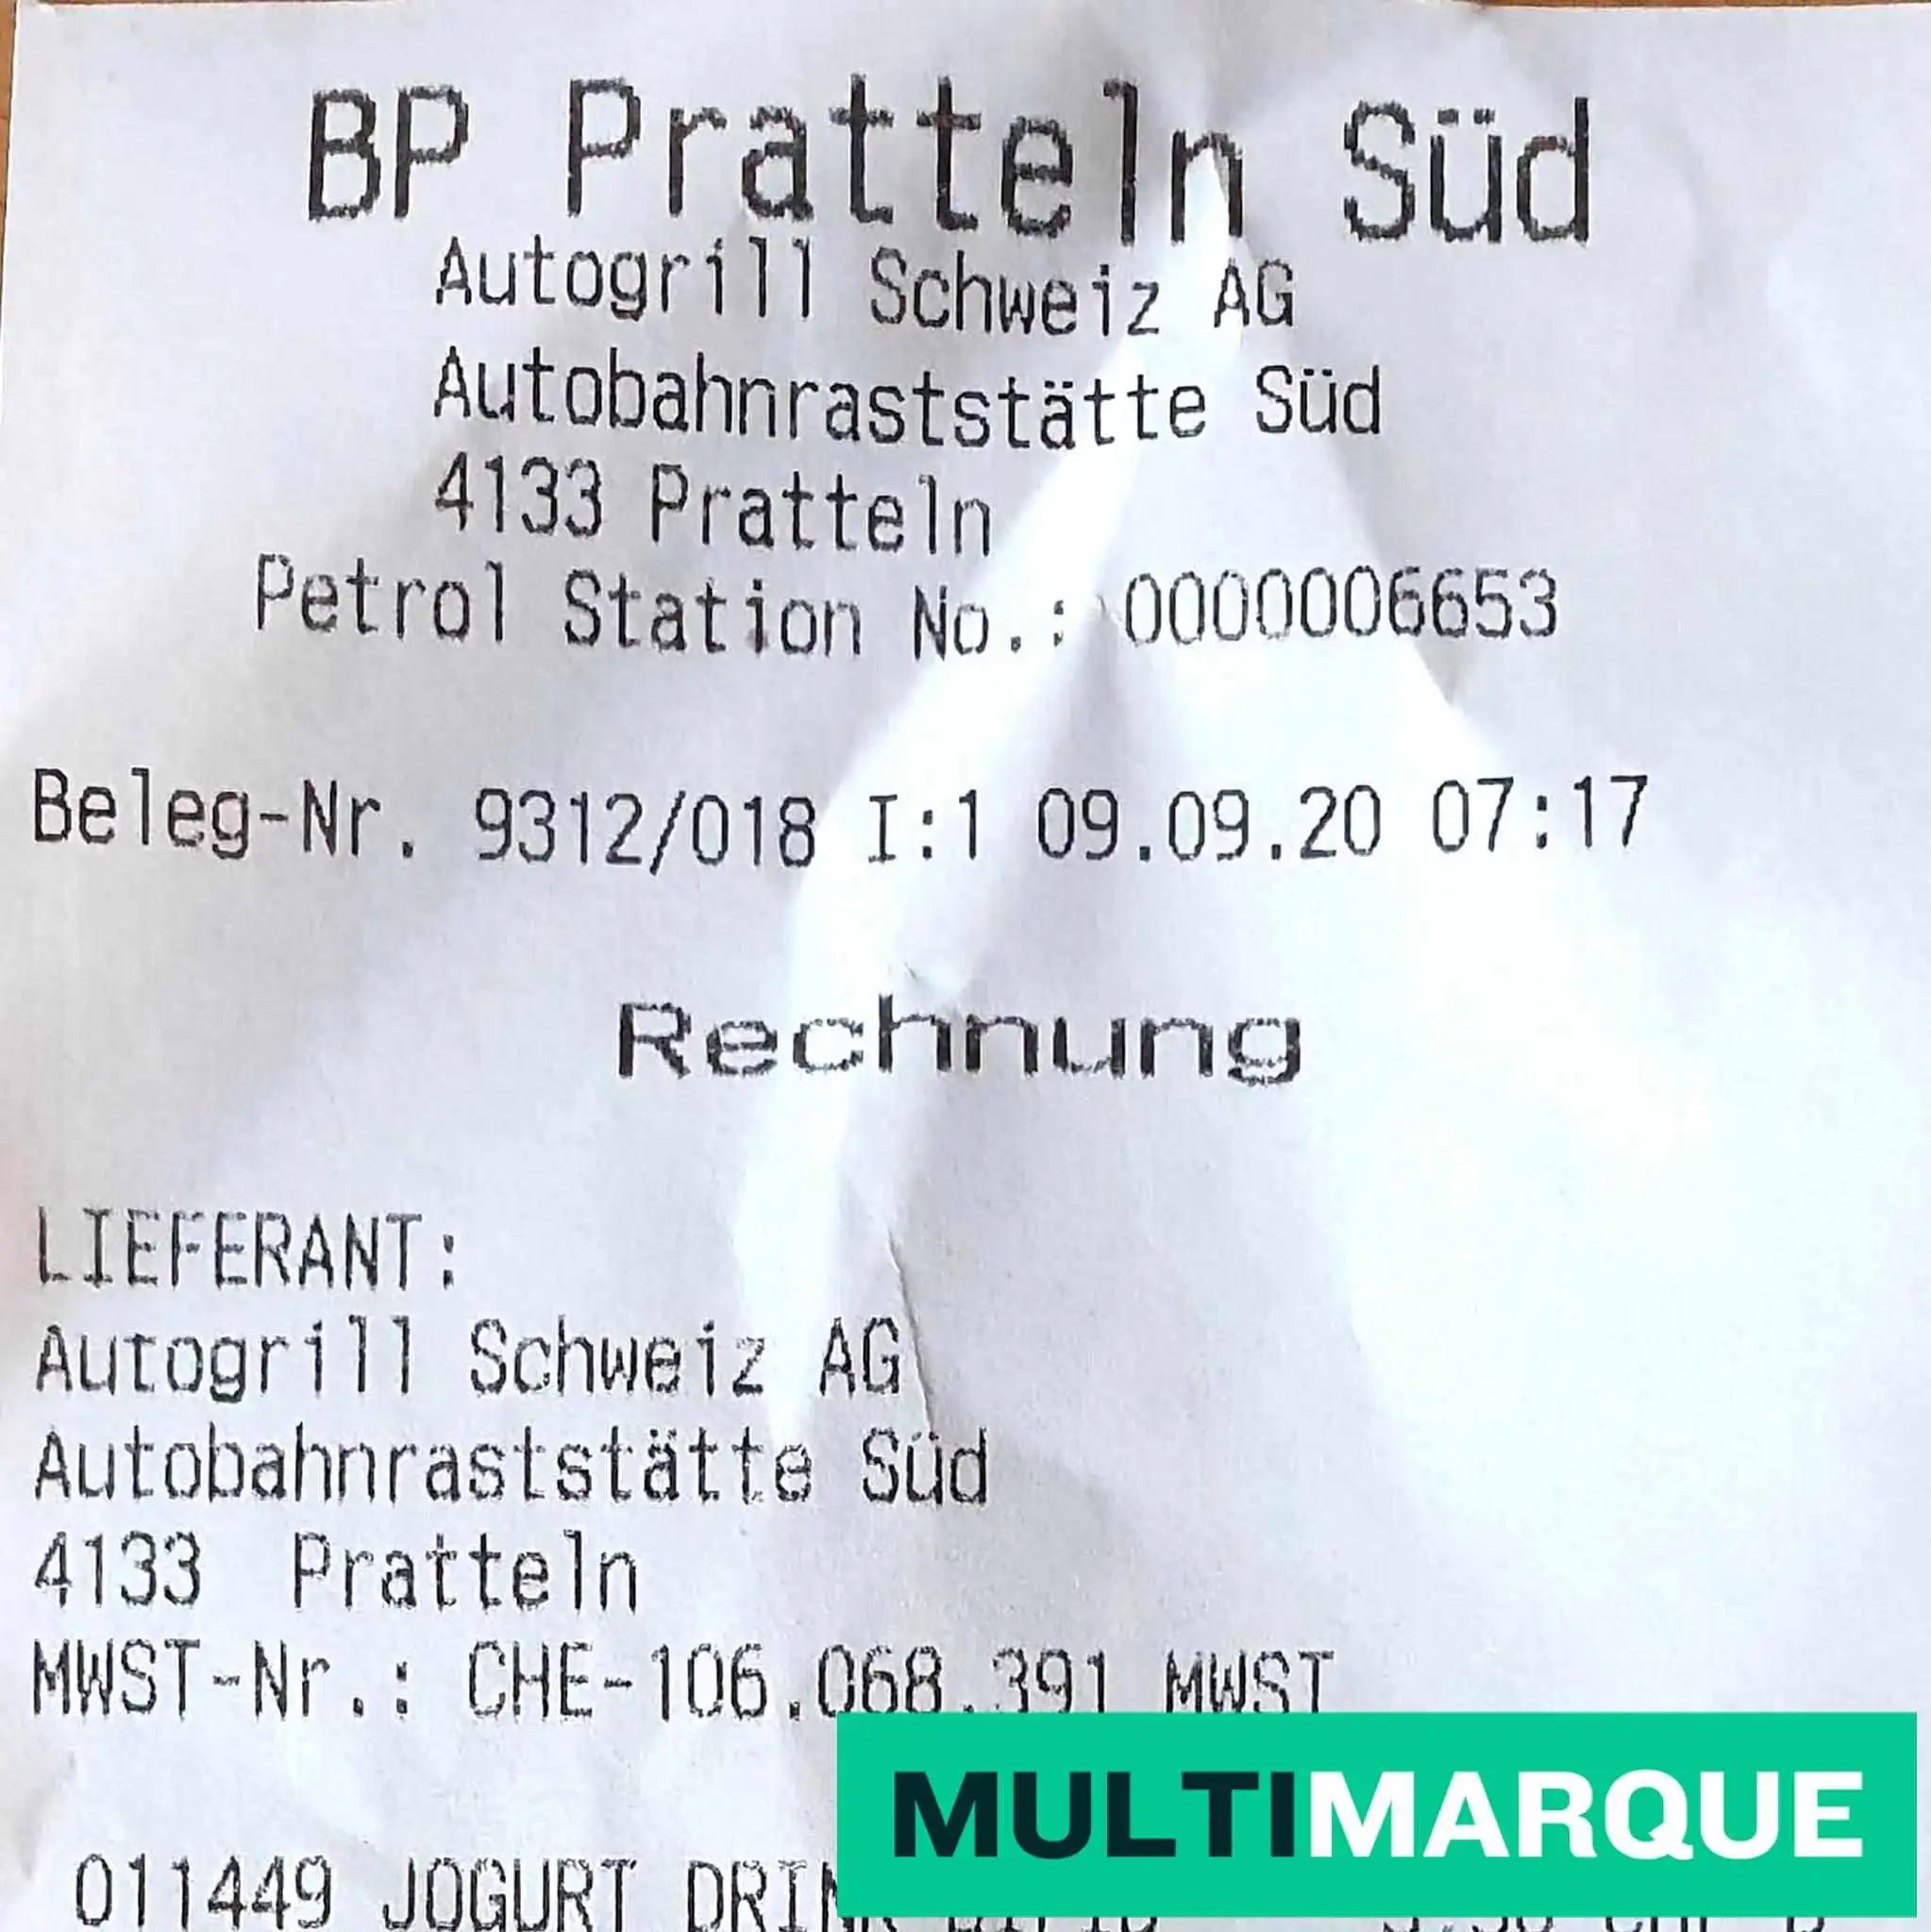 BP Pratteln Süd
Autogrill Schweiz AG
Autobahnraststätte Süd
4133 Pratteln
Petrol Station No.: 0000006653
Beleg-Nr. 9312/018 I:1 09.09.20 07:17
Rechnung
LIEFERANT:
Autogrill Schweiz AG
Autobahnraststätte Süd
4133 Pratteln
MWST-Nr.: CHE-106.068.391 MWST
MULTIMARQUE
011449 JOGURT DRINK